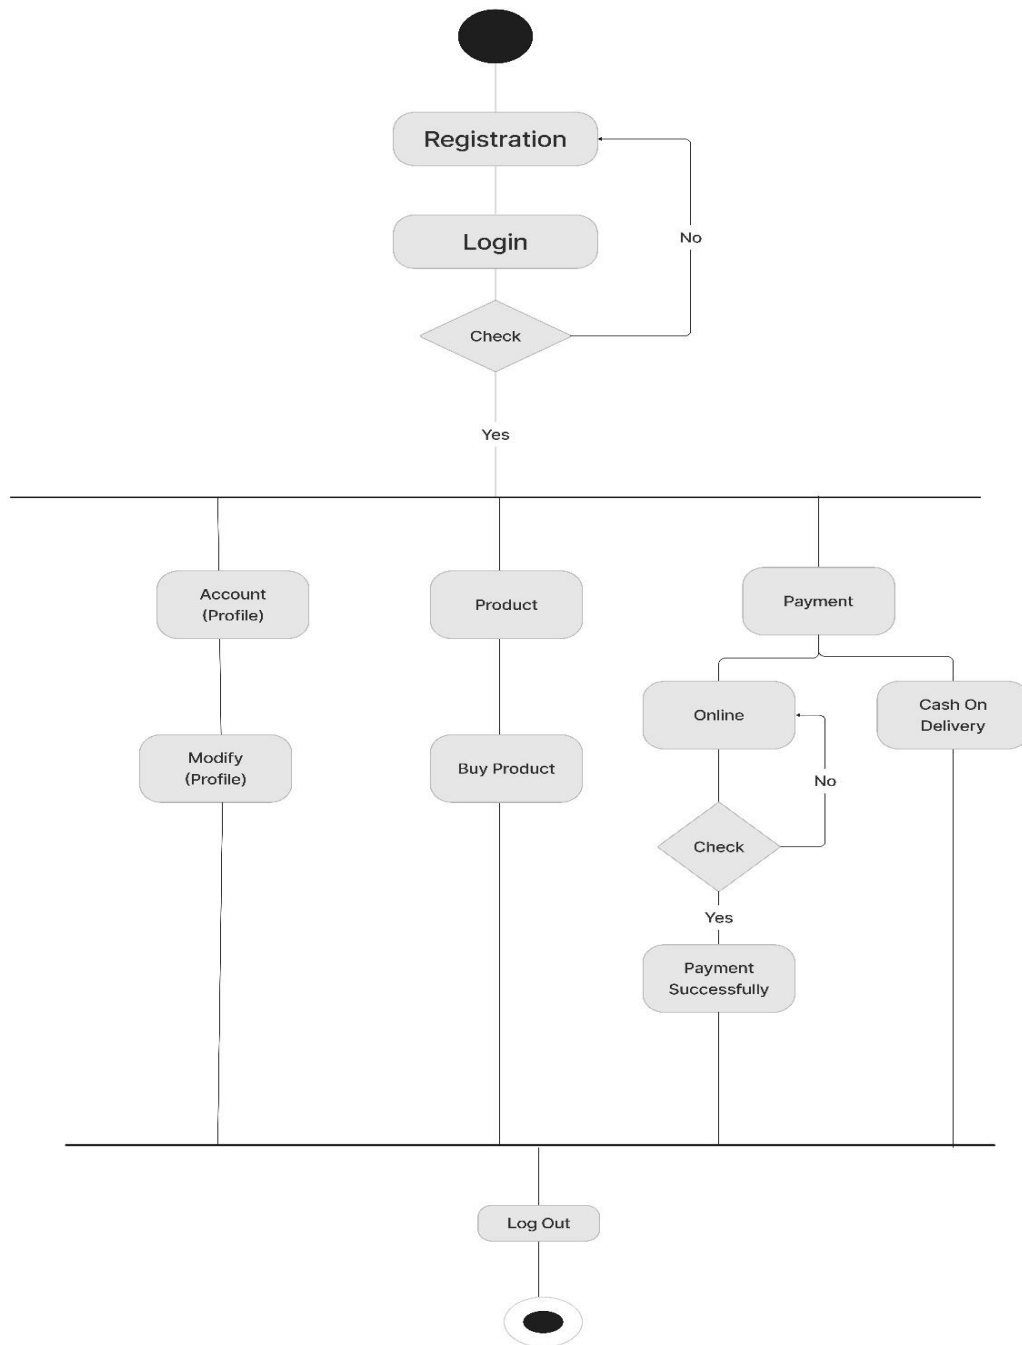 Registration
Login
No
Check
Yes
Account
(Profile)
Product
Payment
Online
Cash On
Delivery
Modify
(Profile)
Buy Product
No
Check
Yes
Payment
Successfully
Log Out